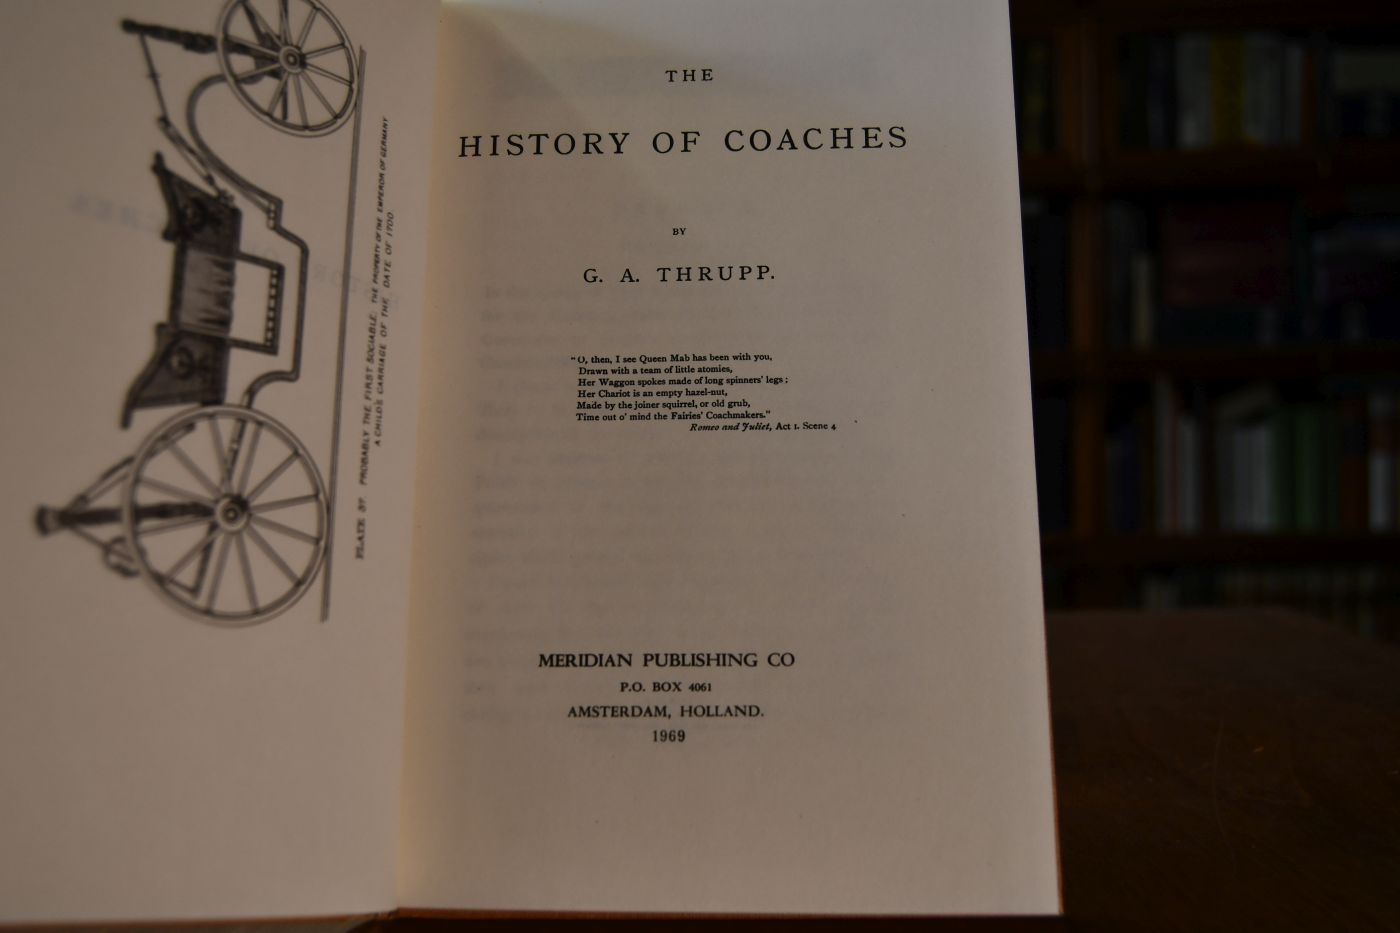 PLATE 37. PROBABLY THE FIRST SOCIABLE: THE PROPERTY OF THE EMPEROR OF GERMANY
A CHILD'S CARRIAGE OF THE DATE OF 1700.
THE
HISTORY OF COACHES
BY
G. A. THRUPP.
"O, then, I see Queen Mab has been with you,
Drawn with a team of little atomies,
Her Waggon spokes made of long spinners' legs;
Her Chariot is an empty hazel-nut,
Made by the joiner squirrel, or old grub,
Time out o' mind the Fairies' Coachmakers."
Romeo and Juliet, Act 1. Scene 4
MERIDIAN PUBLISHING CO
P.O. BOX 4061
AMSTERDAM, HOLLAND.
1969